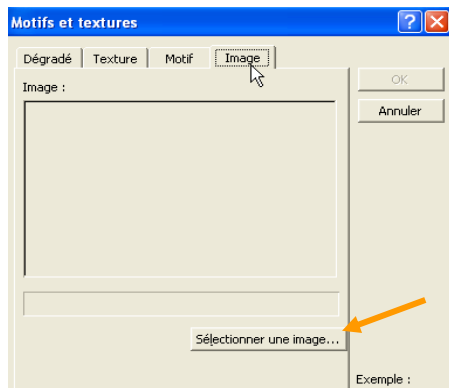 Motifs et textures
Dégradé Texture Motif Image
Image :
OK
Annuler
Sélectionner une image...
Exemple :